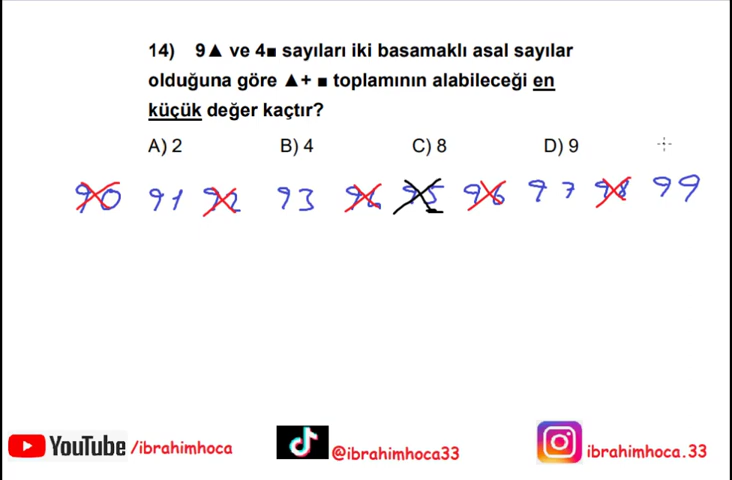 14) 9▲ ve 4■ sayıları iki basamaklı asal sayılar
olduğuna göre ▲+ ■ toplamının alabileceği en
küçük değer kaçtır?
A) 2 B) 4 C) 8 D) 9
90 91 92 93 94 95 96 97 98 99
YouTube /ibrahimhoca @ibrahimhoca33 ibrahimhoca.33